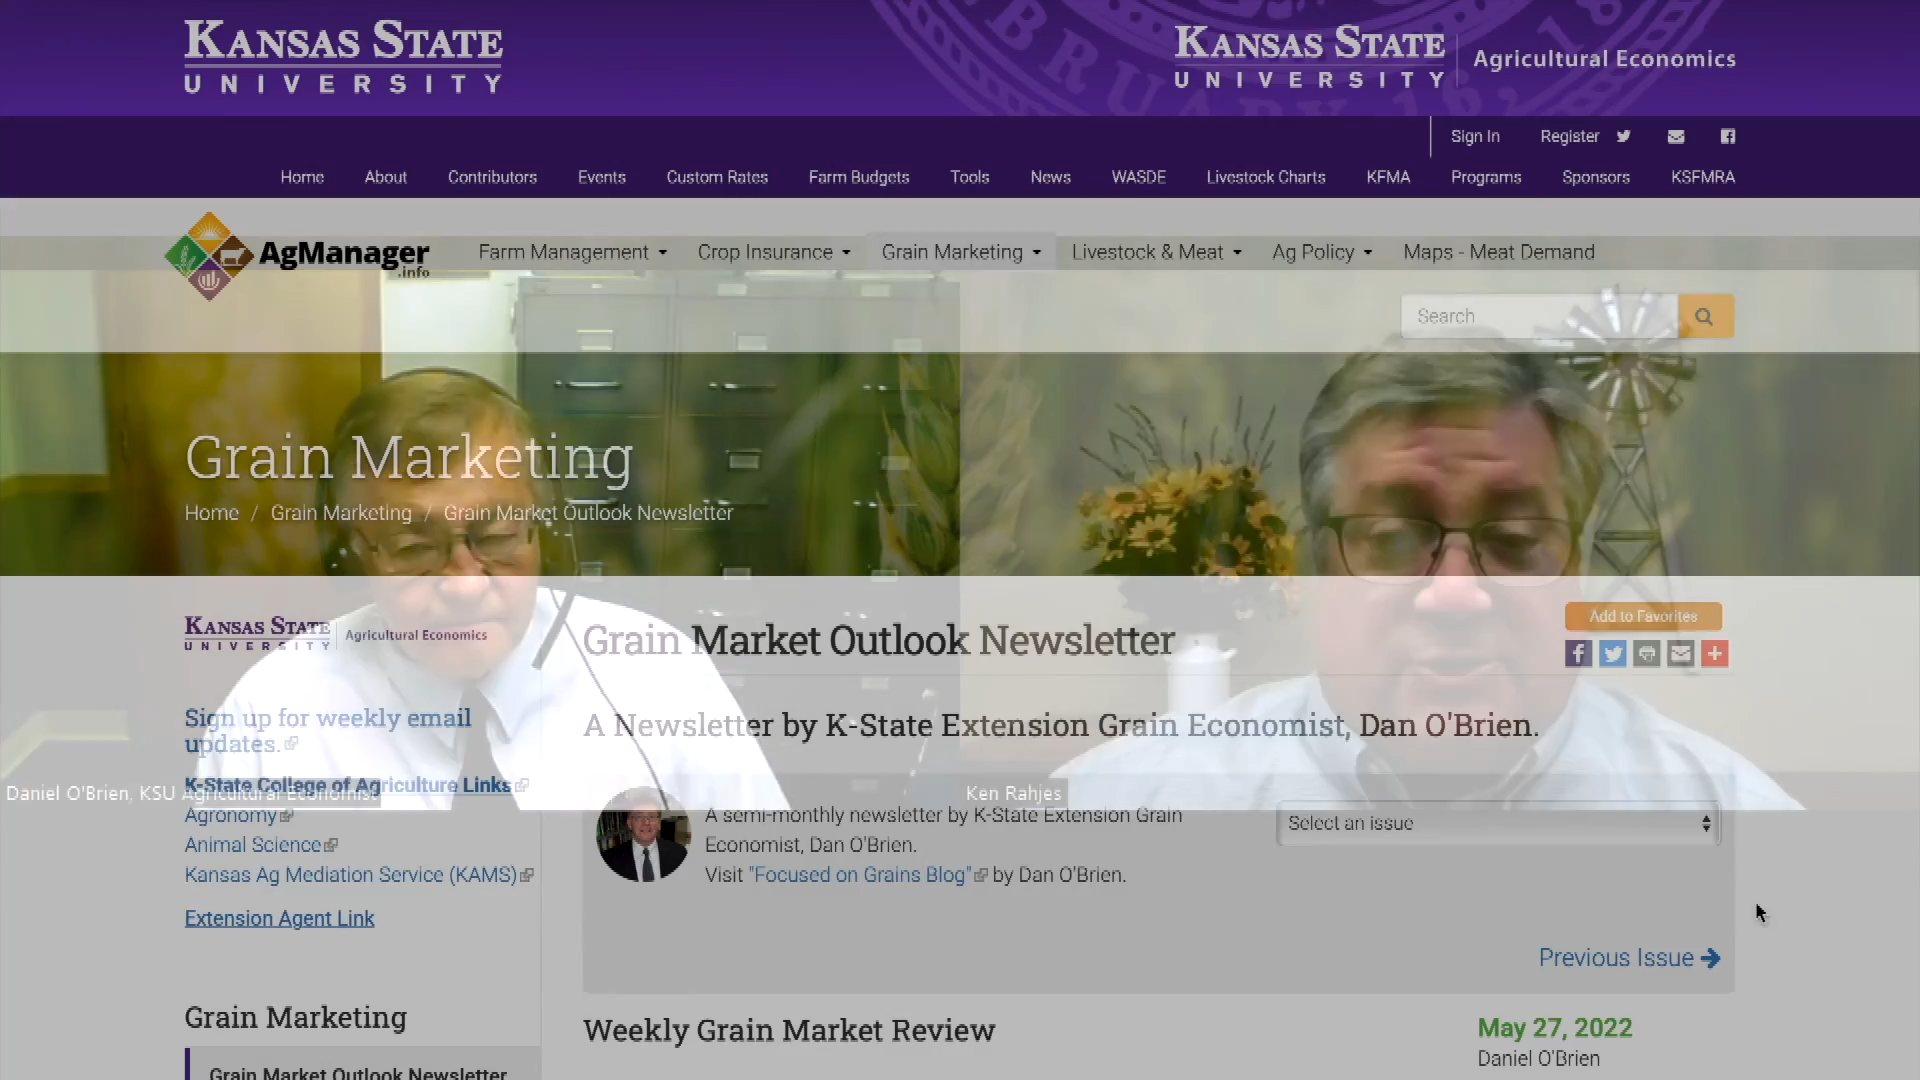 KANSAS STATE
UNIVERSITY
KANSAS STATE
UNIVERSITY
Agricultural Economics
Sign In Register
Home About Contributors Events Custom Rates Farm Budgets Tools News WASDE Livestock Charts KFMA Programs Sponsors KSFMRA
AgManager
.info
Farm Management Crop Insurance Grain Marketing Livestock & Meat Ag Policy Maps - Meat Demand
Search
Grain Marketing
Home / Grain Marketing / Grain Market Outlook Newsletter
KANSAS STATE
UNIVERSITY
Agricultural Economics
Sign up for weekly email
updates.
K-State College of Agriculture Links
Agronomy
Animal Science
Kansas Ag Mediation Service (KAMS)
Extension Agent Link
Grain Marketing
Grain Market Outlook Newsletter
Grain Market Outlook Newsletter
Add to Favorites
A Newsletter by K-State Extension Grain Economist, Dan O'Brien.
Daniel O'Brien, KSU Agricultural Economist
Ken Rahjes
A semi-monthly newsletter by K-State Extension Grain
Economist, Dan O'Brien.
Visit "Focused on Grains Blog" by Dan O'Brien.
Select an issue
Previous Issue
Weekly Grain Market Review
May 27, 2022
Daniel O'Brien